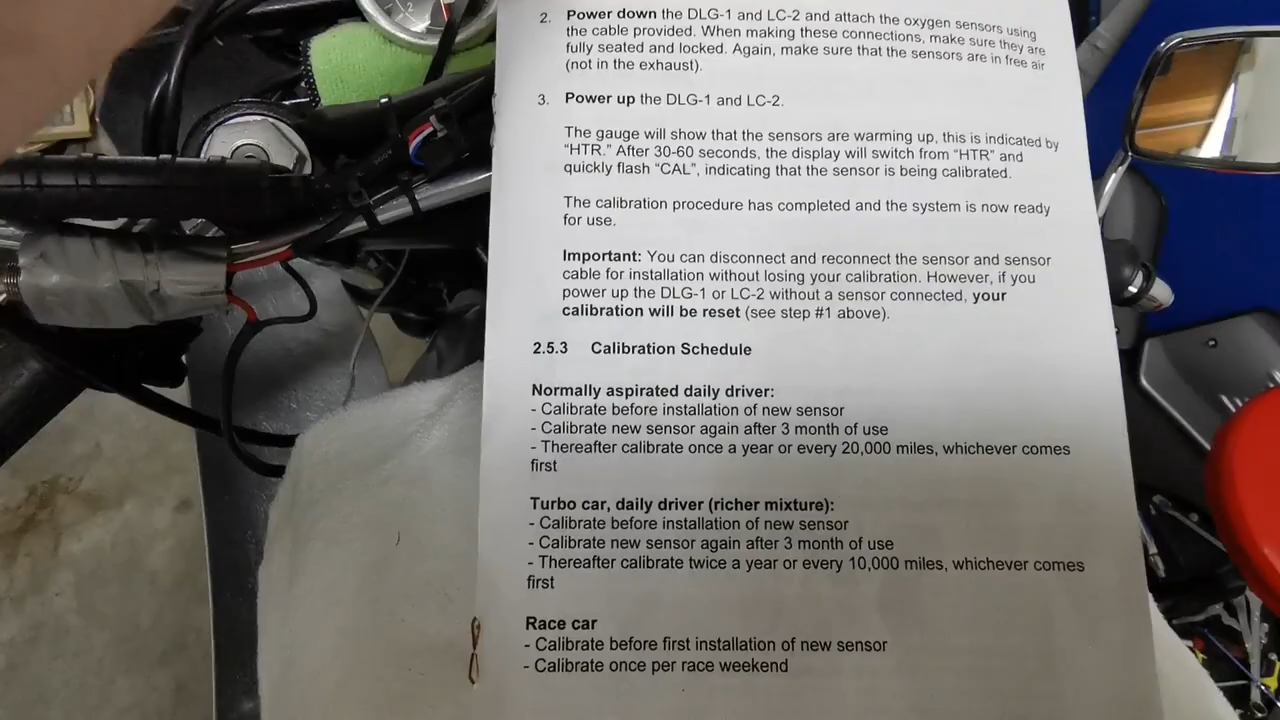 2. Power down the DLG-1 and LC-2 and attach the oxygen sensors using
the cable provided. When making these connections, make sure they are
fully seated and locked. Again, make sure that the sensors are in free air
(not in the exhaust).
3. Power up the DLG-1 and LC-2.
The gauge will show that the sensors are warming up, this is indicated by
“HTR.” After 30-60 seconds, the display will switch from “HTR” and
quickly flash “CAL”, indicating that the sensor is being calibrated.
The calibration procedure has completed and the system is now ready
for use.
Important: You can disconnect and reconnect the sensor and sensor
cable for installation without losing your calibration. However, if you
power up the DLG-1 or LC-2 without a sensor connected, your
calibration will be reset (see step #1 above).
2.5.3 Calibration Schedule
Normally aspirated daily driver:
- Calibrate before installation of new sensor
- Calibrate new sensor again after 3 month of use
- Thereafter calibrate once a year or every 20,000 miles, whichever comes
first
Turbo car, daily driver (richer mixture):
- Calibrate before installation of new sensor
- Calibrate new sensor again after 3 month of use
- Thereafter calibrate twice a year or every 10,000 miles, whichever comes
first
Race car
- Calibrate before first installation of new sensor
- Calibrate once per race weekend